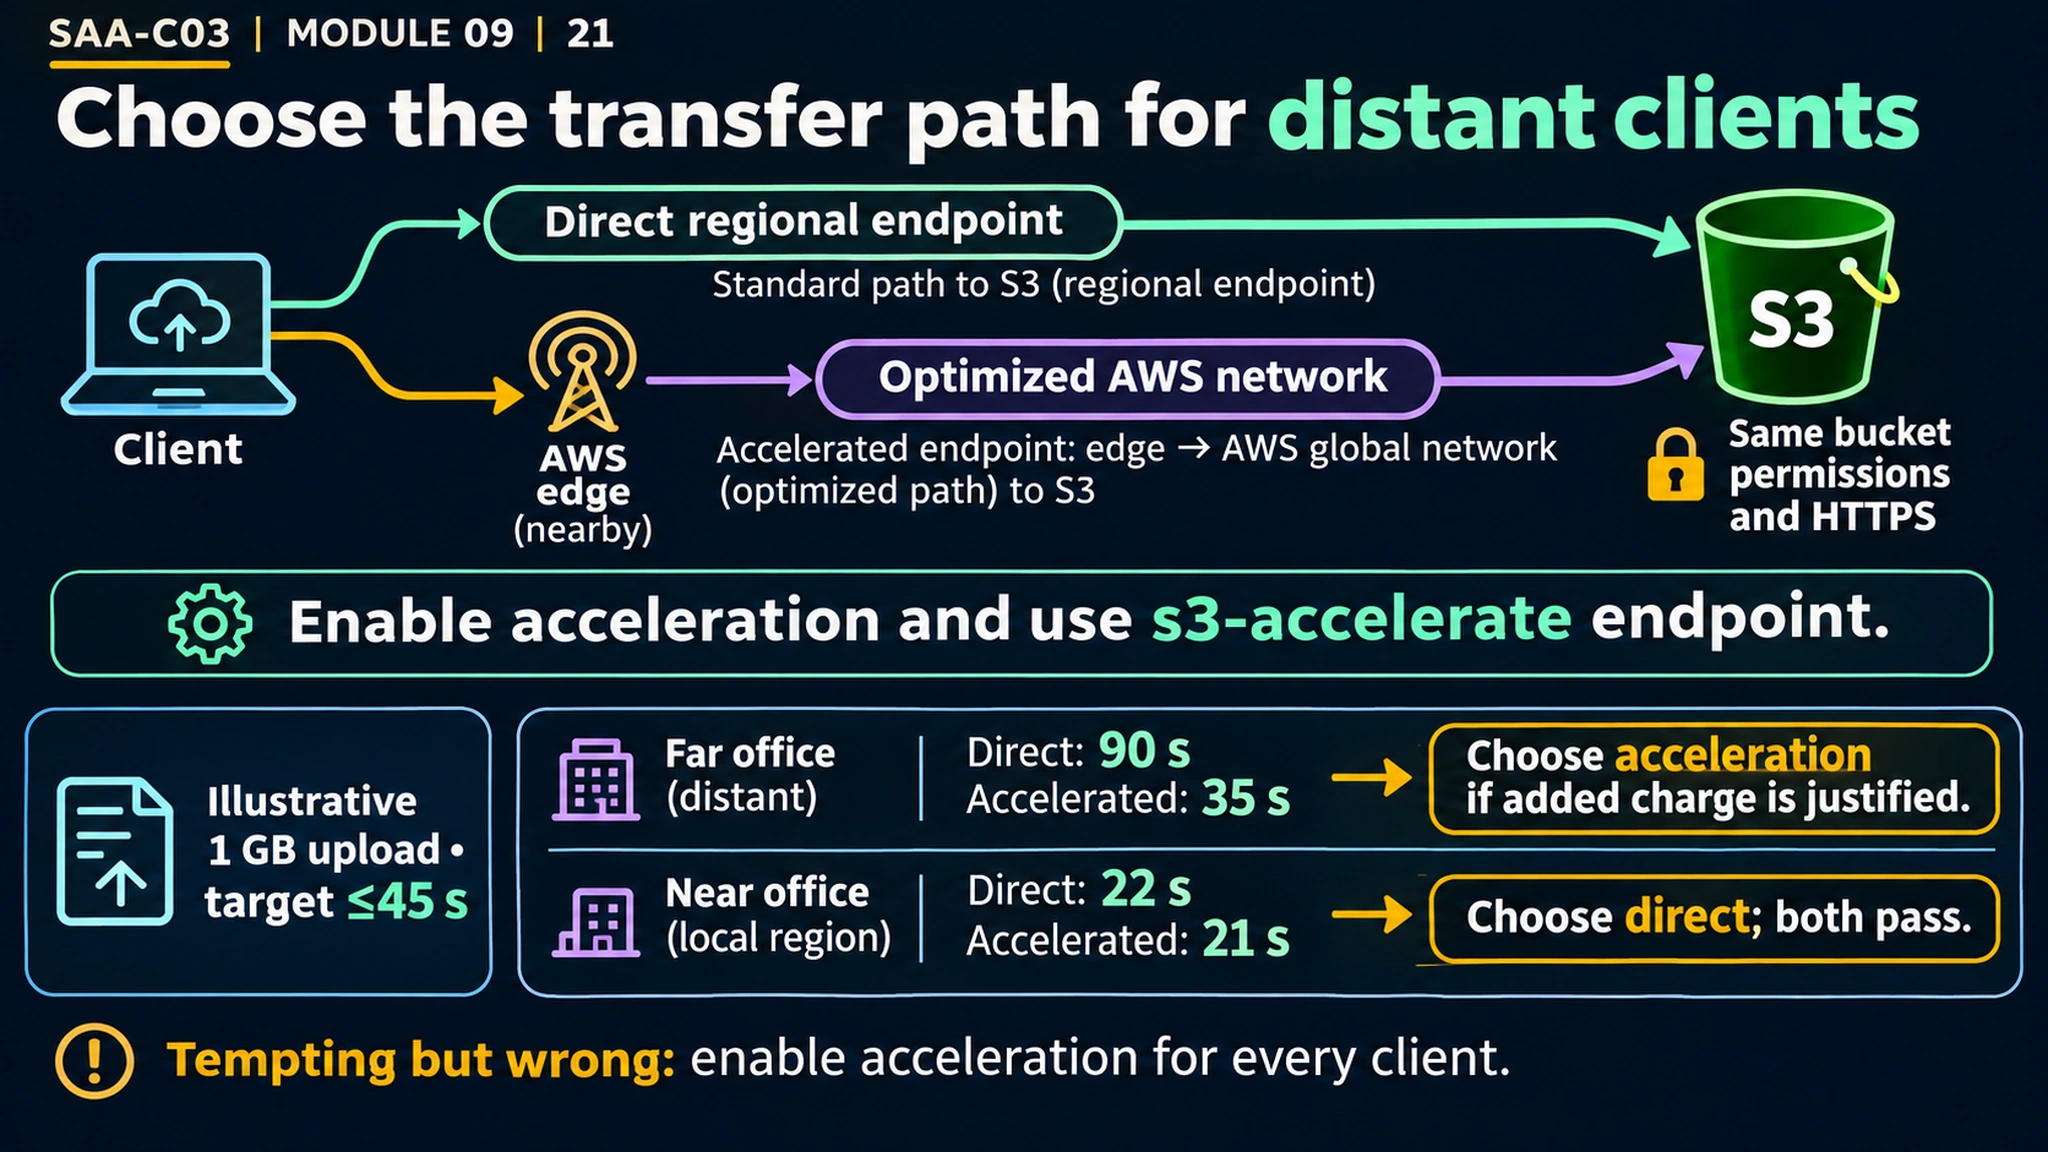 SAA-C03 | MODULE 09 | 21
Choose the transfer path for distant clients
Direct regional endpoint
Standard path to S3 (regional endpoint)
Client
AWS
edge
(nearby)
Optimized AWS network
Accelerated endpoint: edge → AWS global network
(optimized path) to S3
S3
Same bucket
permissions
and HTTPS
Enable acceleration and use s3-accelerate endpoint.
Illustrative
1 GB upload •
target ≤45 s
Far office
(distant)
Direct: 90 s
Accelerated: 35 s
Choose acceleration
if added charge is justified.
Near office
(local region)
Direct: 22 s
Accelerated: 21 s
Choose direct; both pass.
Tempting but wrong: enable acceleration for every client.